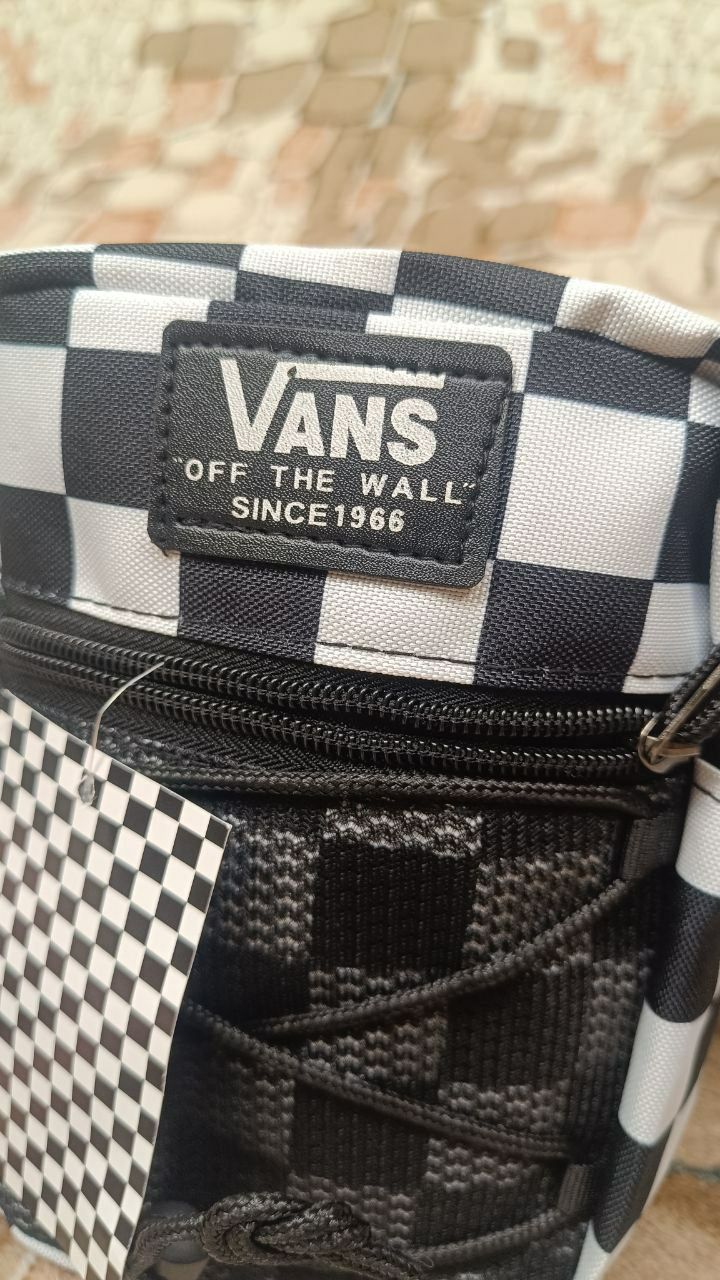 VANS
"OFF THE WALL"
SINCE1966